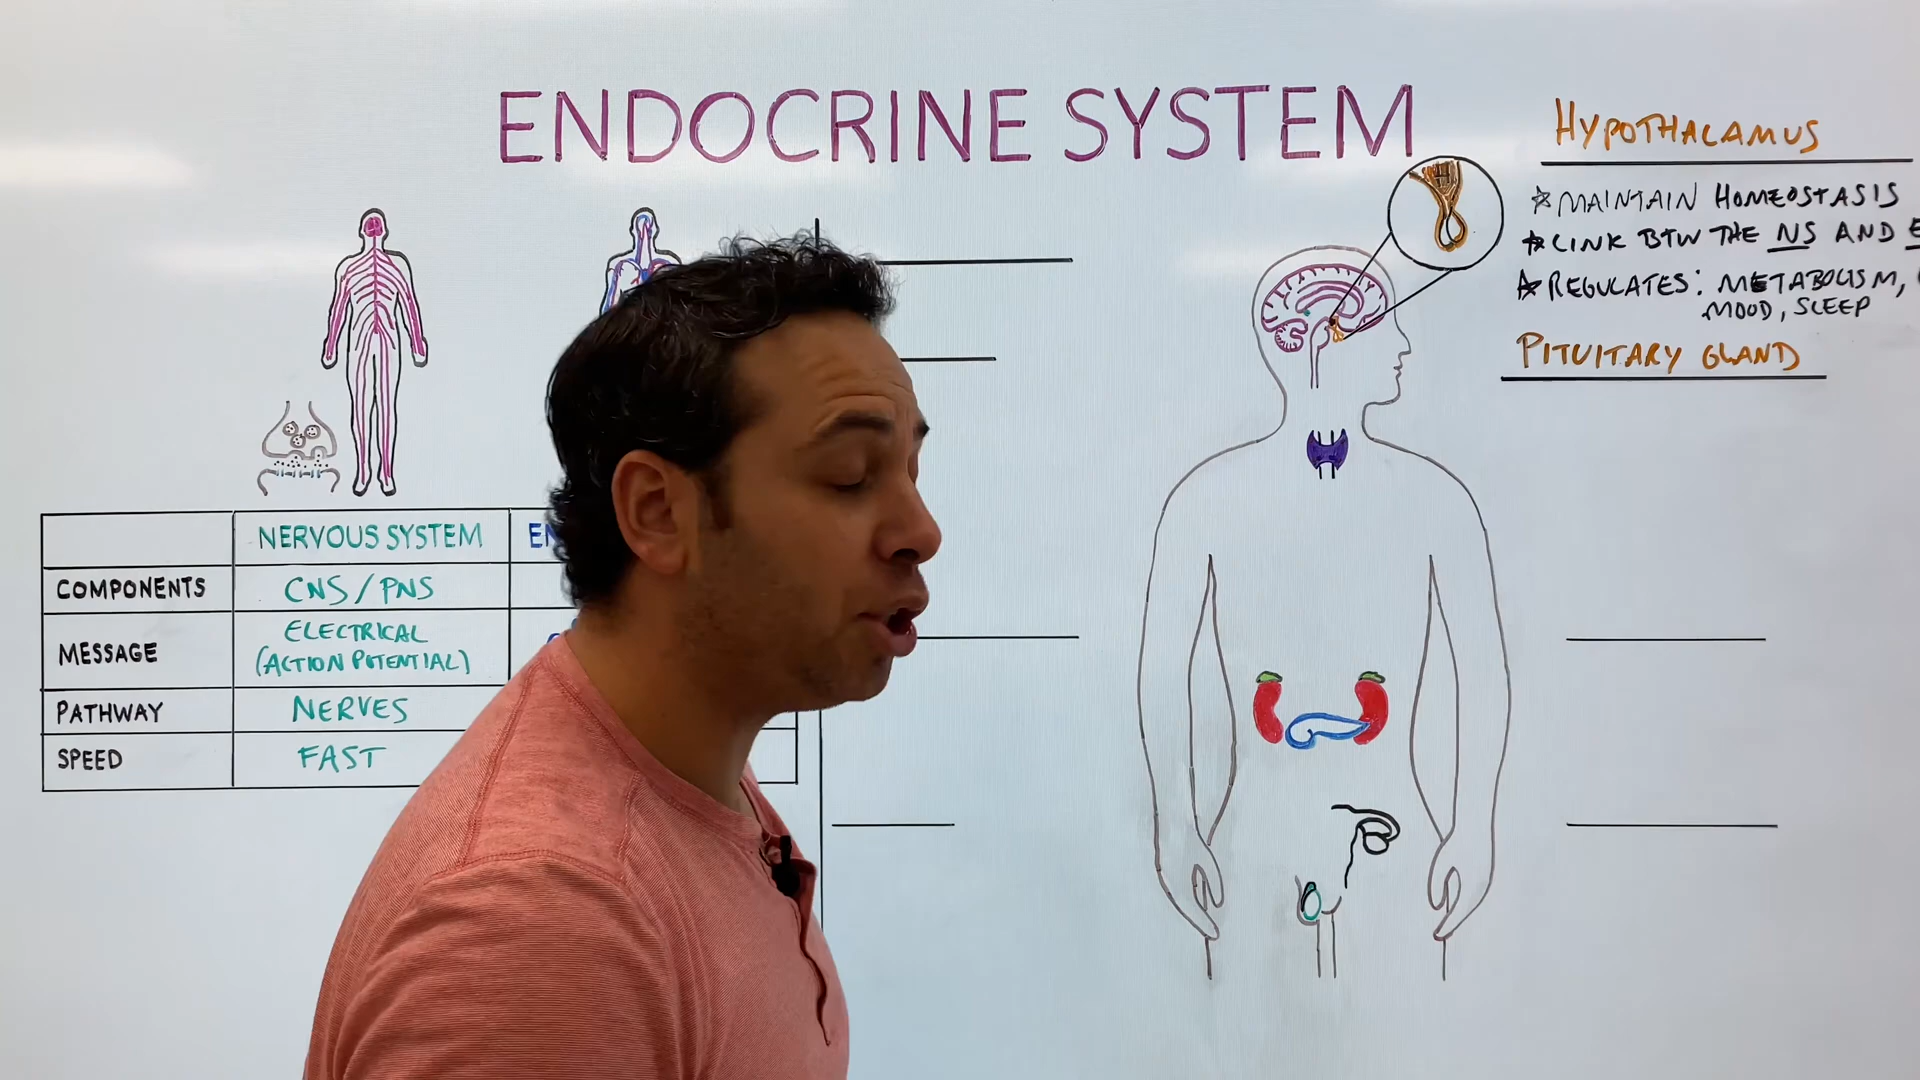 ENDOCRINE SYSTEM
HYPOTHALAMUS
☆ MAINTAIN HOMEOSTASIS
☆ LINK BTW THE NS AND E
☆ REGULATES: METABOLISM,
MOOD, SLEEP
PITUITARY GLAND
NERVOUS SYSTEM EN
COMPONENTS CNS / PNS
MESSAGE ELECTRICAL
(ACTION POTENTIAL)
PATHWAY NERVES
SPEED FAST